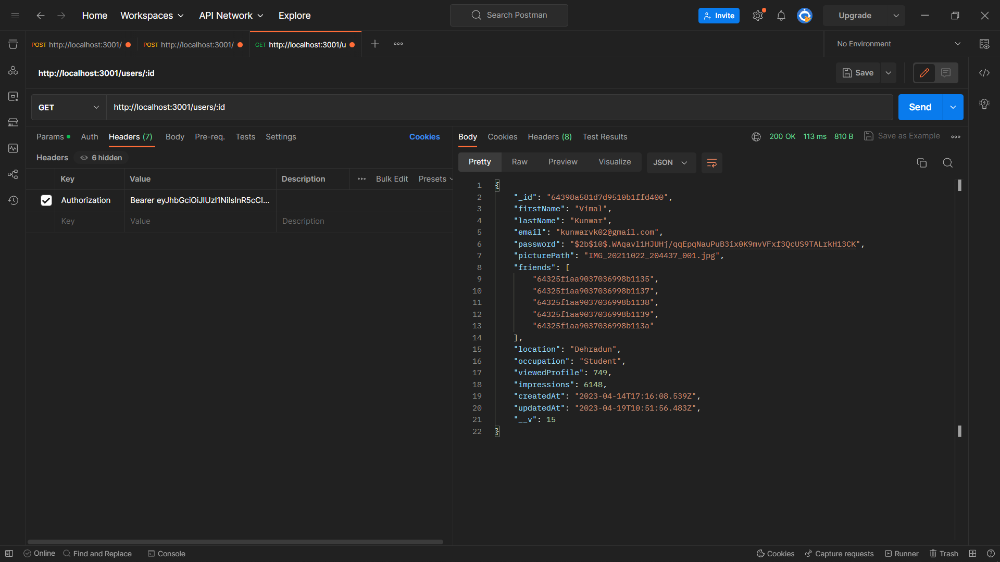 Home Workspaces API Network Explore Search Postman Invite Upgrade
POST http://localhost:3001/ POST http://localhost:3001/ GET http://localhost:3001/u No Environment
http://localhost:3001/users/:id Save
GET http://localhost:3001/users/:id Send
Params Auth Headers (7) Body Pre-req. Tests Settings Cookies
Headers 6 hidden
Key Value Description Bulk Edit Presets
Authorization Bearer eyJhbGciOiJIUzI1NiIsInR5cCI...
Key Value Description
Body Cookies Headers (8) Test Results 200 OK 113 ms 810 B Save as Example
Pretty Raw Preview Visualize JSON
1 {
2 "_id": "64398a581d7d9510b1ffd400",
3 "firstName": "Vimal",
4 "lastName": "Kunwar",
5 "email": "kunwarvk02@gmail.com",
6 "password": "$2b$10$.WAqavl1HJUHj/qqEpqNauPuB3ix0K9mvVFxf3QcUS9TALrkH13CK",
7 "picturePath": "IMG_20211022_204437_001.jpg",
8 "friends": [
9 "64325f1aa9037036998b1135",
10 "64325f1aa9037036998b1137",
11 "64325f1aa9037036998b1138",
12 "64325f1aa9037036998b1139",
13 "64325f1aa9037036998b113a"
14 ],
15 "location": "Dehradun",
16 "occupation": "Student",
17 "viewedProfile": 749,
18 "impressions": 6148,
19 "createdAt": "2023-04-14T17:16:08.539Z",
20 "updatedAt": "2023-04-19T10:51:56.483Z",
21 "__v": 15
22 }
Online Find and Replace Console Cookies Capture requests Runner Trash